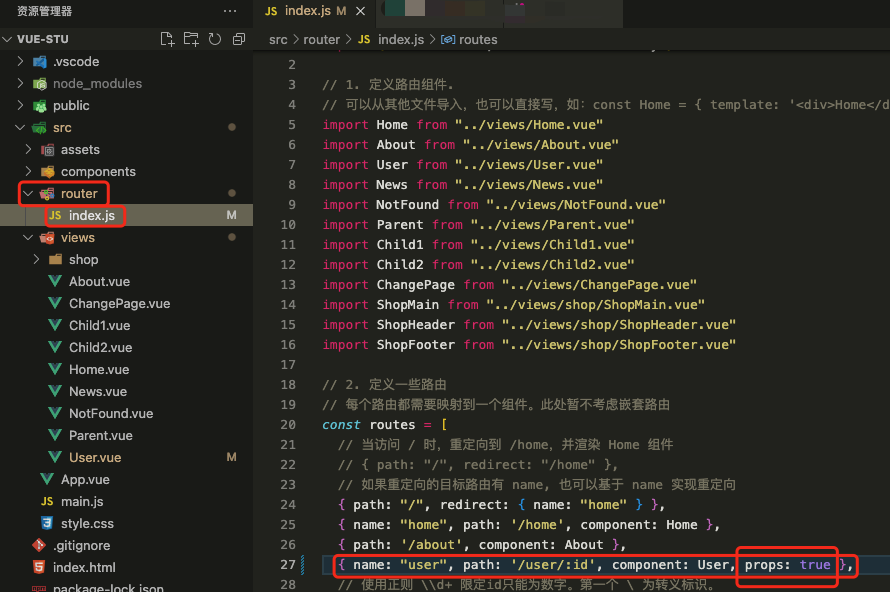 资源管理器
···
JS index.js M ×
VUE-STU
src > router > JS index.js > routes
.vscode
node_modules
public
src
assets
components
router
JS index.js M
views
shop
About.vue
ChangePage.vue
Child1.vue
Child2.vue
Home.vue
News.vue
NotFound.vue
Parent.vue
User.vue M
App.vue
JS main.js
style.css
.gitignore
index.html
package-lock.json
2
3 // 1. 定义路由组件.
4 // 可以从其他文件导入，也可以直接写，如：const Home = { template: '<div>Home</d
5 import Home from "../views/Home.vue"
6 import About from "../views/About.vue"
7 import User from "../views/User.vue"
8 import News from "../views/News.vue"
9 import NotFound from "../views/NotFound.vue"
10 import Parent from "../views/Parent.vue"
11 import Child1 from "../views/Child1.vue"
12 import Child2 from "../views/Child2.vue"
13 import ChangePage from "../views/ChangePage.vue"
14 import ShopMain from "../views/shop/ShopMain.vue"
15 import ShopHeader from "../views/shop/ShopHeader.vue"
16 import ShopFooter from "../views/shop/ShopFooter.vue"
17
18 // 2. 定义一些路由
19 // 每个路由都需要映射到一个组件。此处暂不考虑嵌套路由
20 const routes = [
21 // 当访问 / 时，重定向到 /home，并渲染 Home 组件
22 // { path: "/", redirect: "/home" },
23 // 如果重定向的目标路由有 name, 也可以基于 name 实现重定向
24 { path: "/", redirect: { name: "home" } },
25 { name: "home", path: '/home', component: Home },
26 { path: '/about', component: About },
27 { name: "user", path: '/user/:id', component: User, props: true },
28 // 使用正则 \\d+ 限定id只能为数字。第一个 \ 为转义标识。